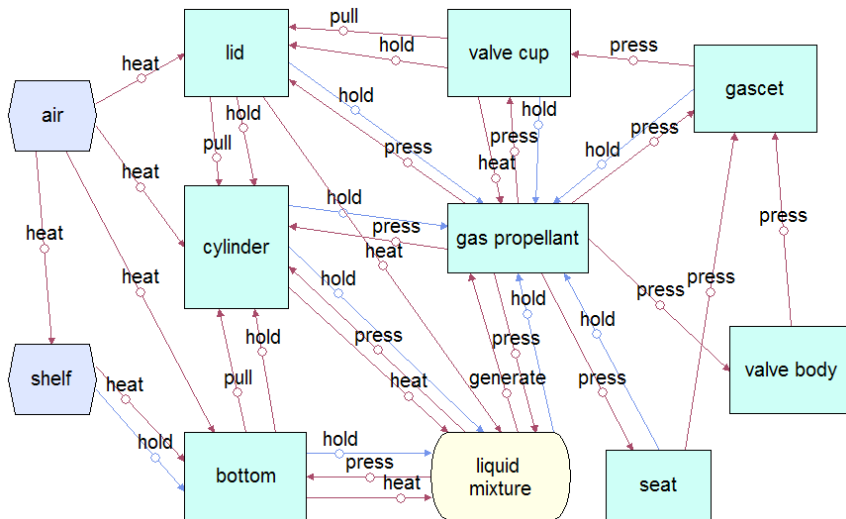 pull
heat
lid
hold
valve cup
press
gascet
air
hold
hold
pull
press
press
heat
hold
hold
press
heat
hold
press
cylinder
gas propellant
heat
heat
heat
hold
press
press
press
hold
hold
press
press
generate
press
shelf
heat
pull
hold
heat
valve body
hold
bottom
hold
press
heat
liquid
mixture
seat